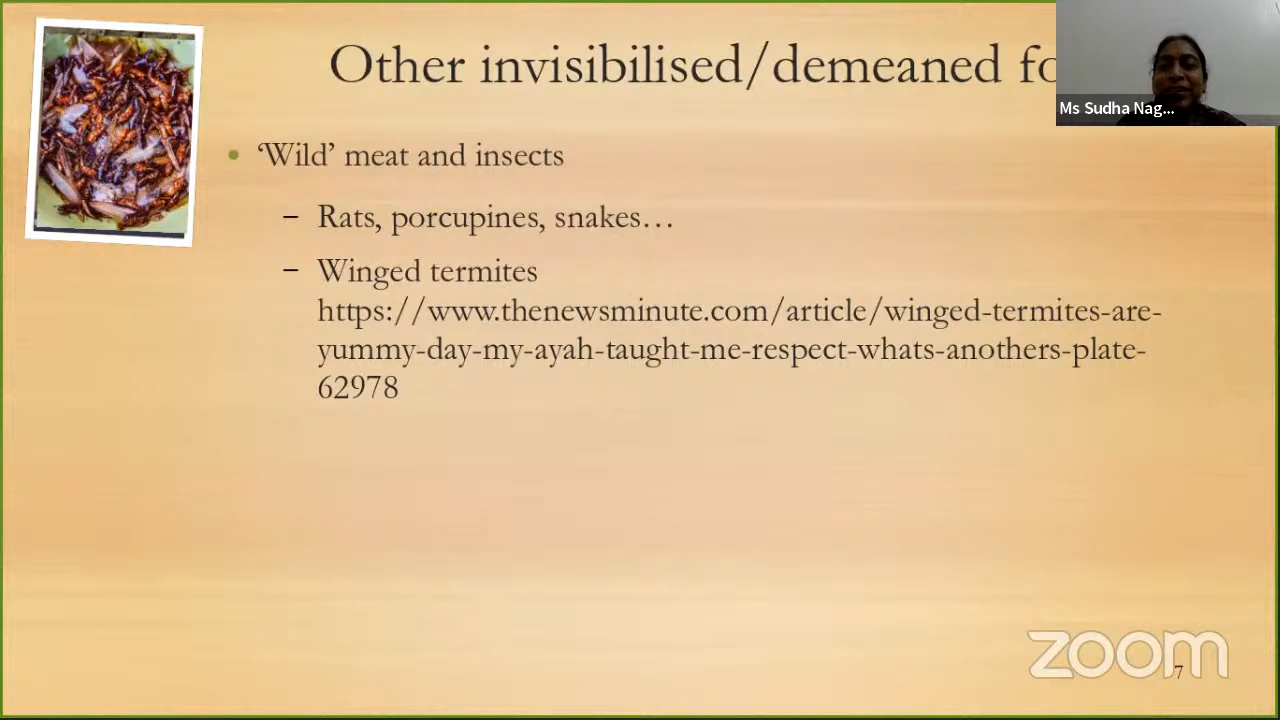 Other invisibilised/demeaned fo
Ms Sudha Nag...
• ‘Wild’ meat and insects
– Rats, porcupines, snakes…
– Winged termites
https://www.thenewsminute.com/article/winged-termites-are-
yummy-day-my-ayah-taught-me-respect-whats-anothers-plate-
62978
zoom
7